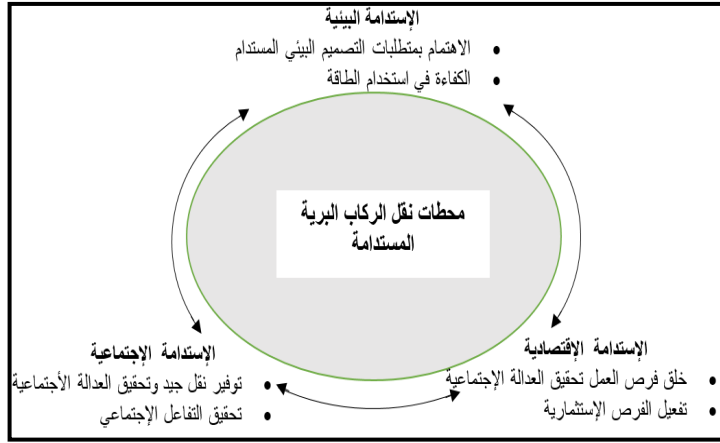 الإستدامة البيئية
• الاهتمام بمتطلبات التصميم البيئي المستدام
• الكفاءة في استخدام الطاقة
محطات نقل الركاب البرية
المستدامة
الإستدامة الإقتصادية
• خلق فرص العمل تحقيق العدالة الإجتماعية
• تفعيل الفرص الإستثمارية
الإستدامة الإجتماعية
• توفير نقل جيد وتحقيق العدالة الأجتماعية
• تحقيق التفاعل الإجتماعي